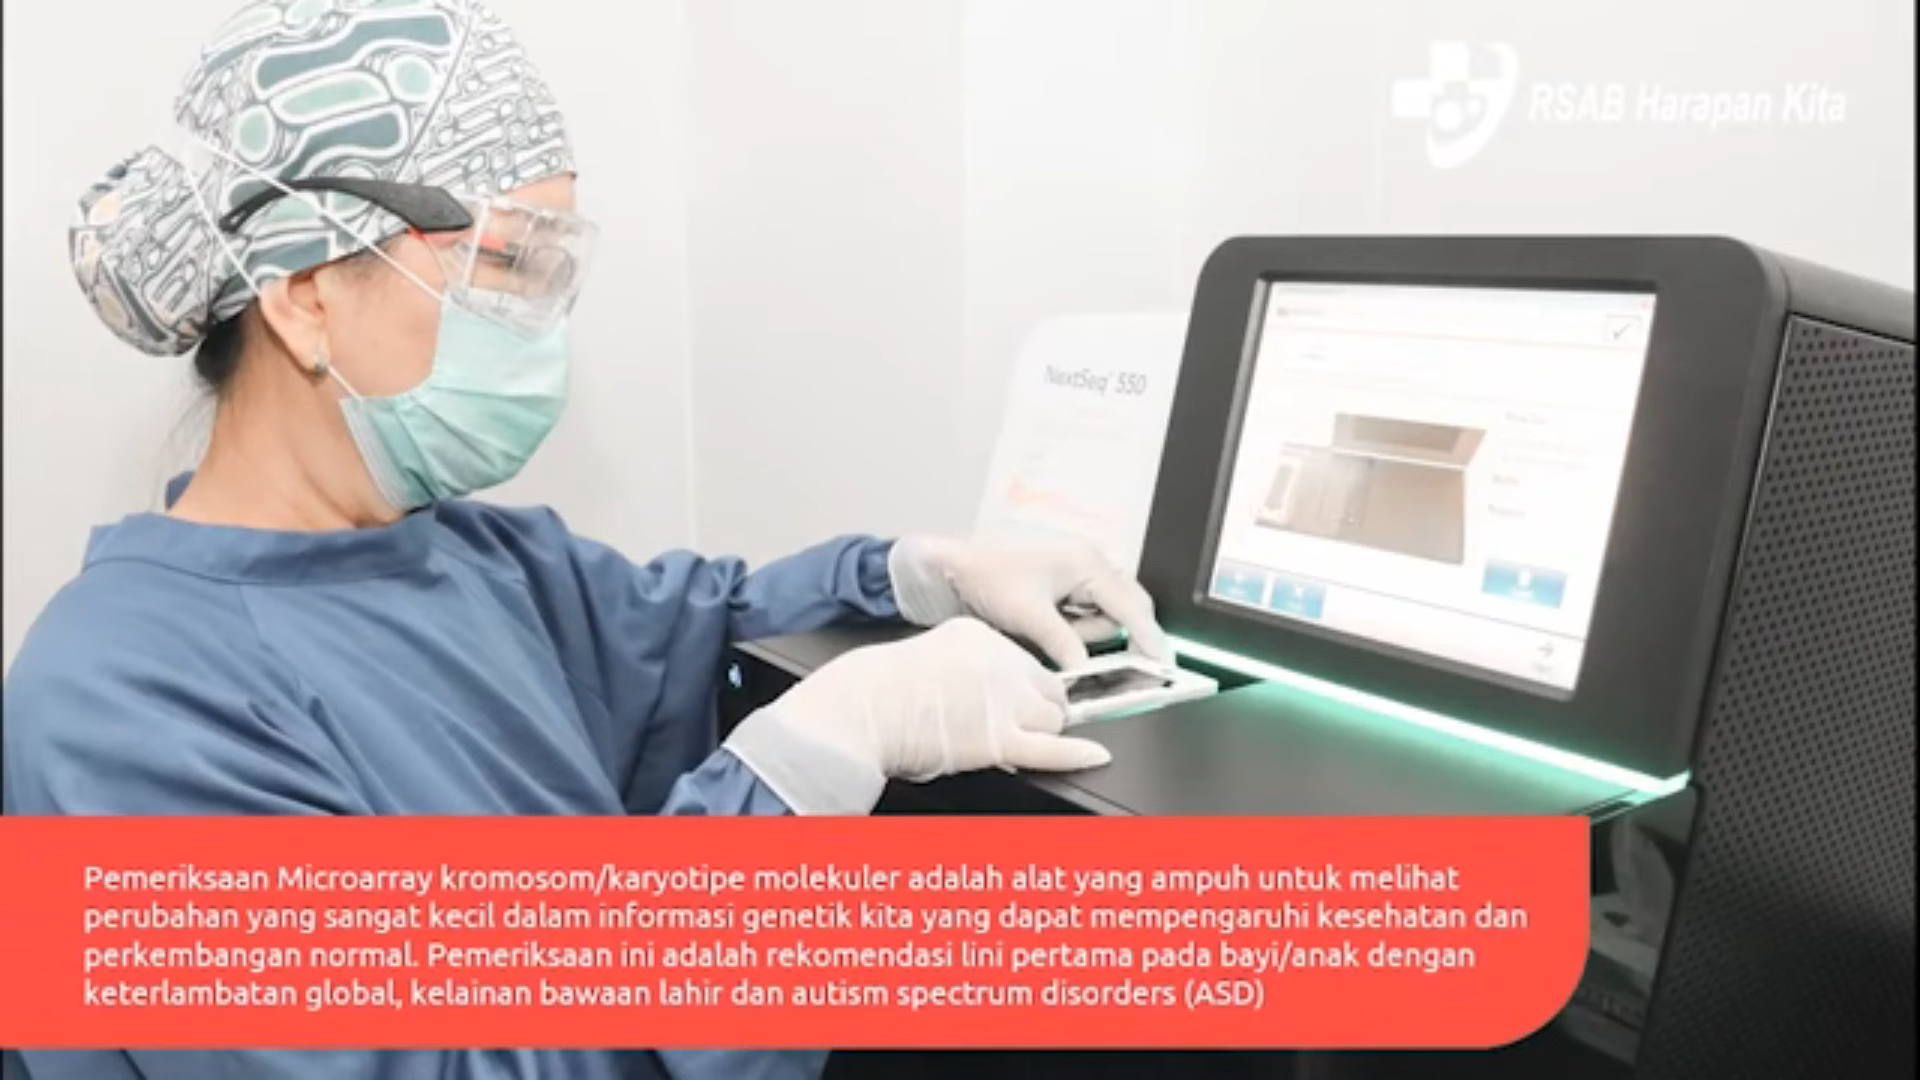 RSAB Harapan Kita
NextSeq 550
Pemeriksaan Microarray kromosom/karyotipe molekuler adalah alat yang ampuh untuk melihat
perubahan yang sangat kecil dalam informasi genetik kita yang dapat mempengaruhi kesehatan dan
perkembangan normal. Pemeriksaan ini adalah rekomendasi lini pertama pada bayi/anak dengan
keterlambatan global, kelainan bawaan lahir dan autism spectrum disorders (ASD)